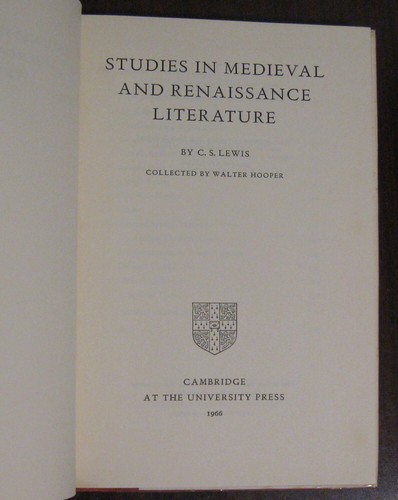 STUDIES IN MEDIEVAL
AND RENAISSANCE
LITERATURE
BY C. S. LEWIS
COLLECTED BY WALTER HOOPER
CAMBRIDGE
AT THE UNIVERSITY PRESS
1966